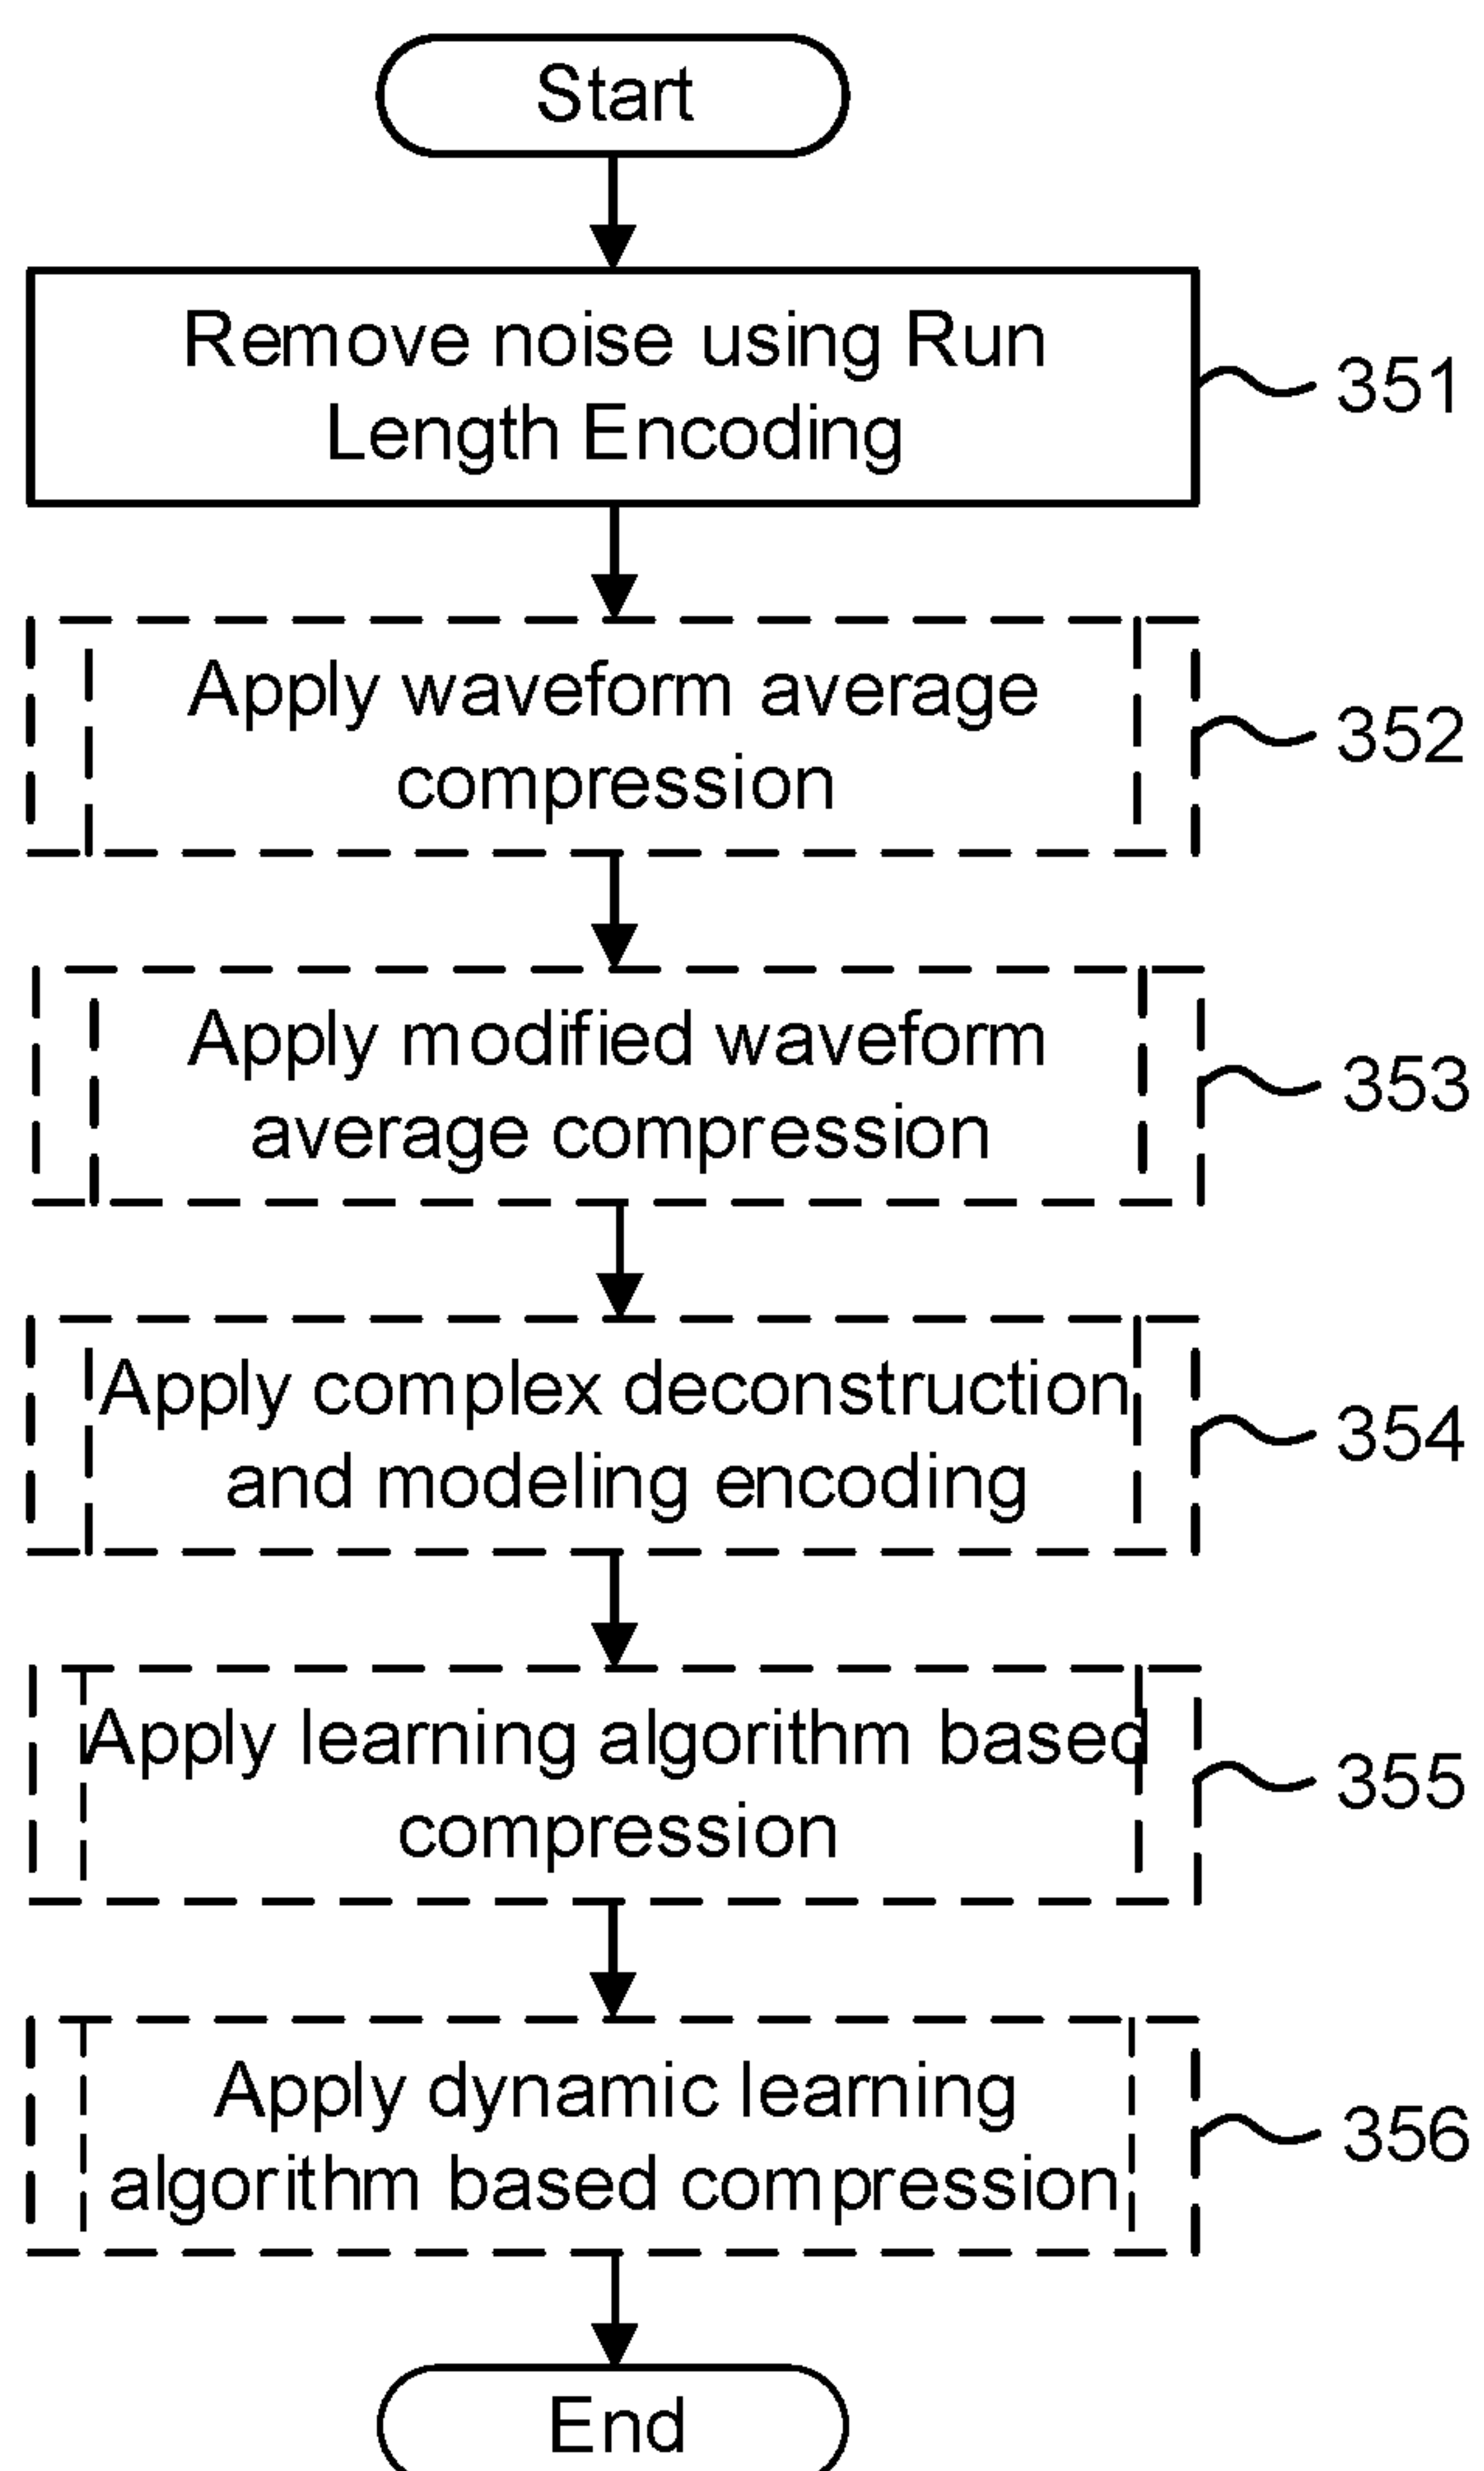 Start
Remove noise using Run
Length Encoding
351
Apply waveform average
compression
352
Apply modified waveform
average compression
353
Apply complex deconstruction
and modeling encoding
354
Apply learning algorithm based
compression
355
Apply dynamic learning
algorithm based compression
356
End